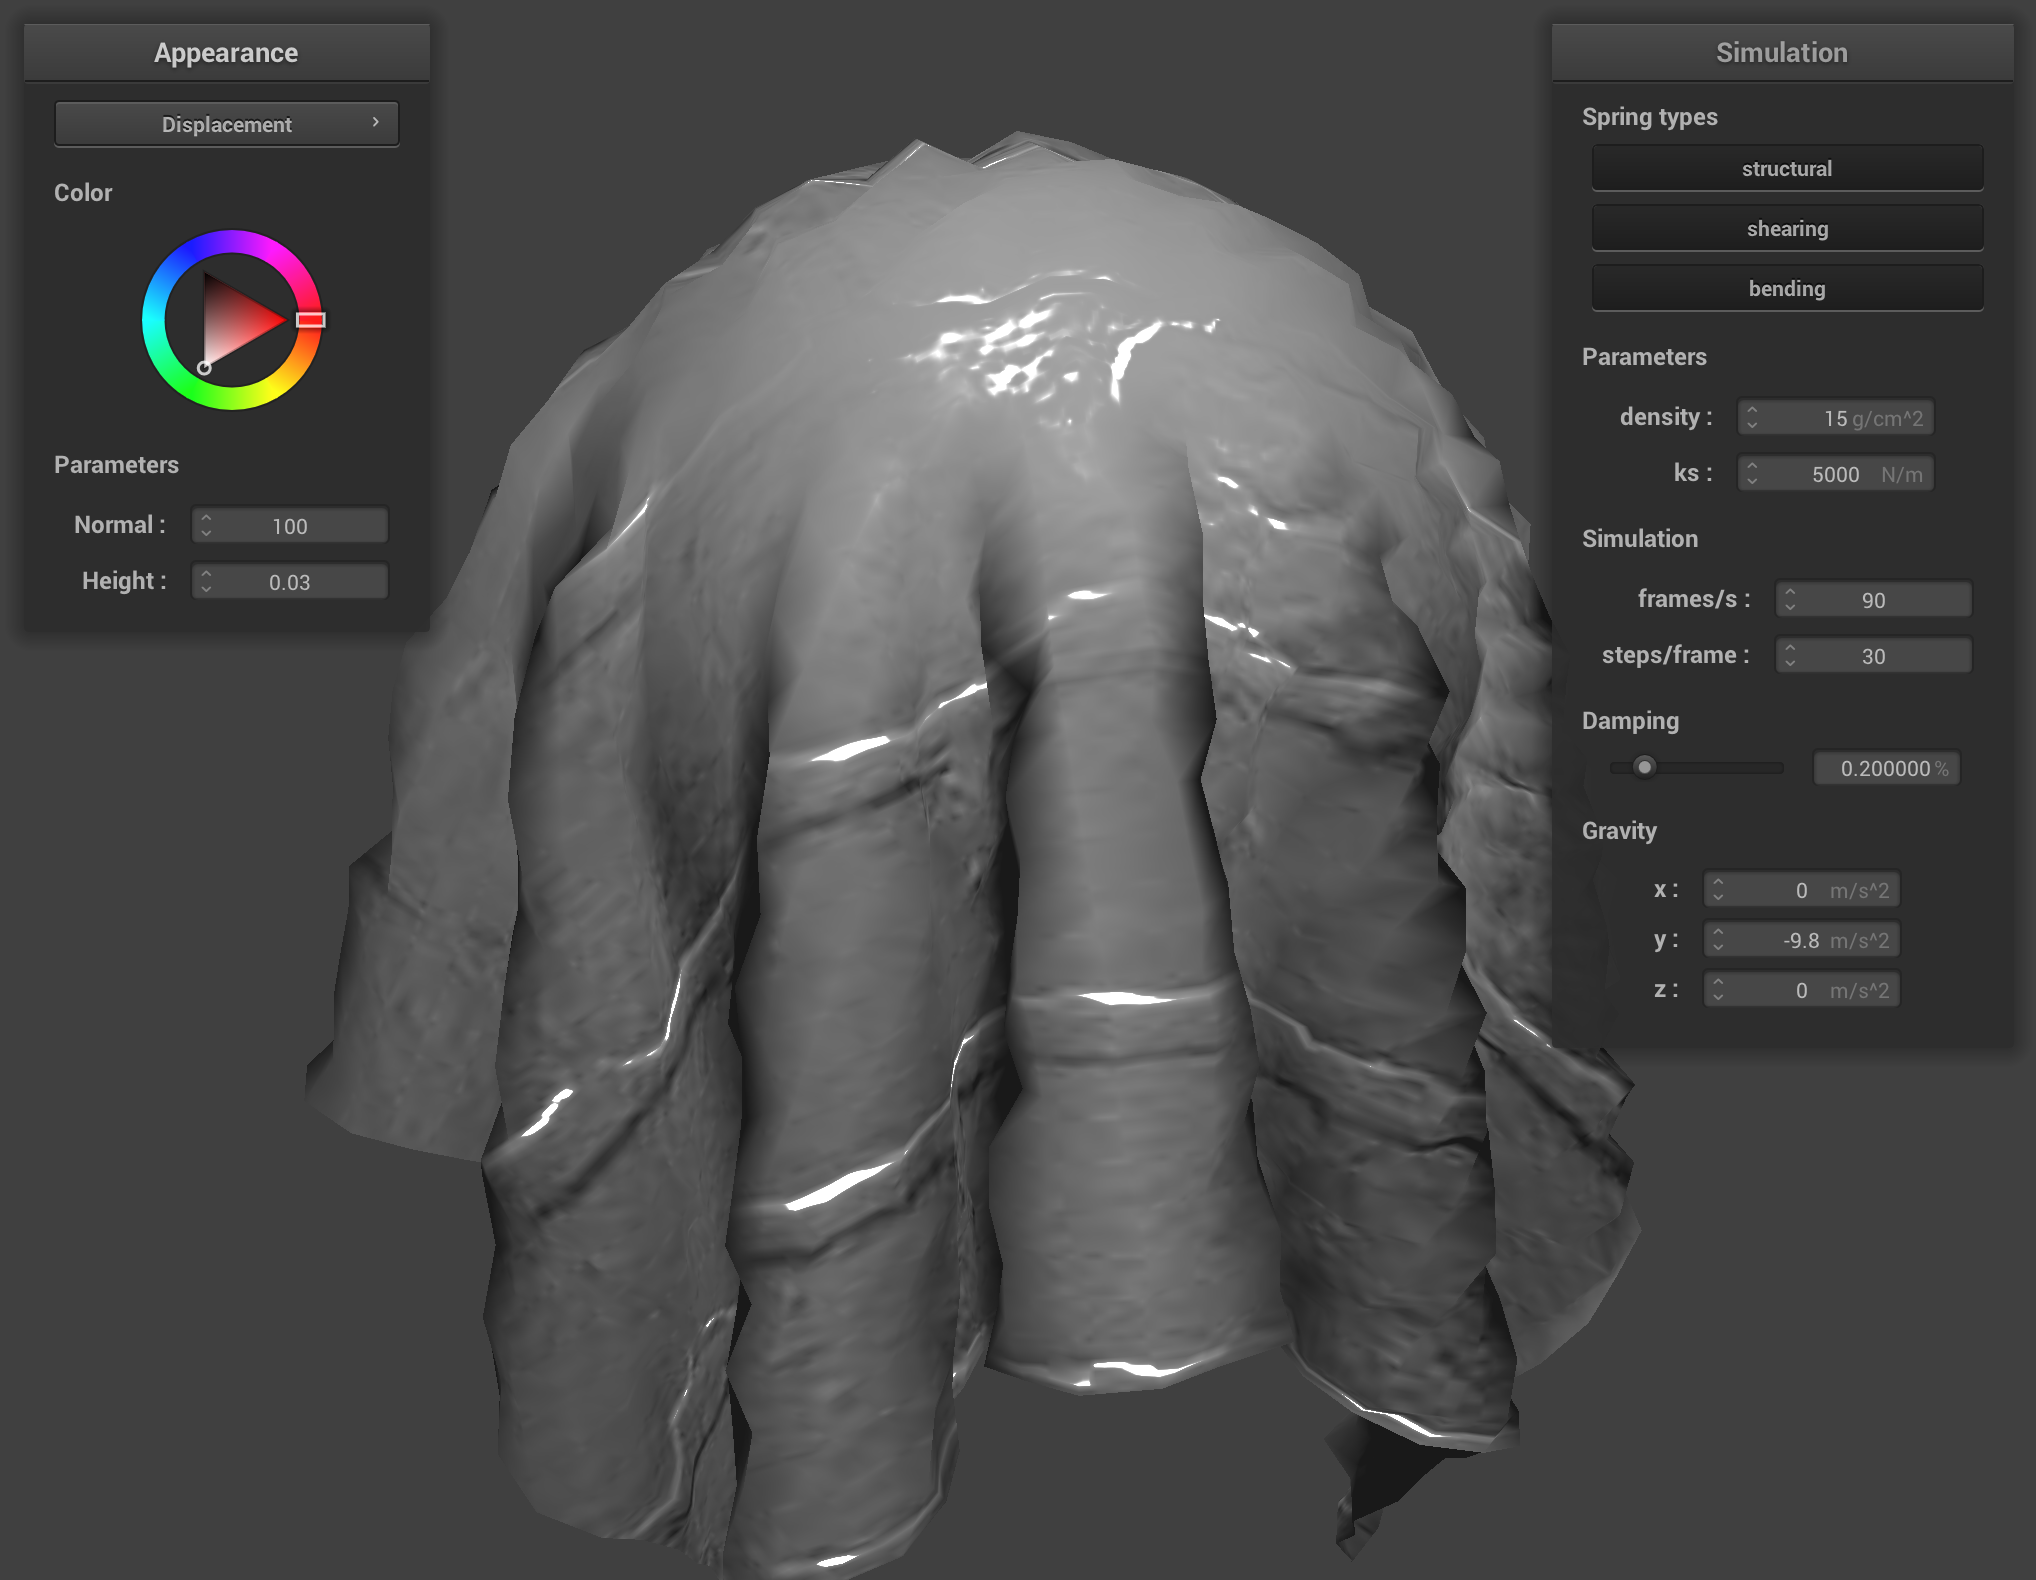 Appearance
Displacement
Color
Parameters
Normal : 100
Height : 0.03
Simulation
Spring types
structural
shearing
bending
Parameters
density : 15 g/cm^2
ks : 5000 N/m
Simulation
frames/s : 90
steps/frame : 30
Damping
0.200000 %
Gravity
x : 0 m/s^2
y : -9.8 m/s^2
z : 0 m/s^2